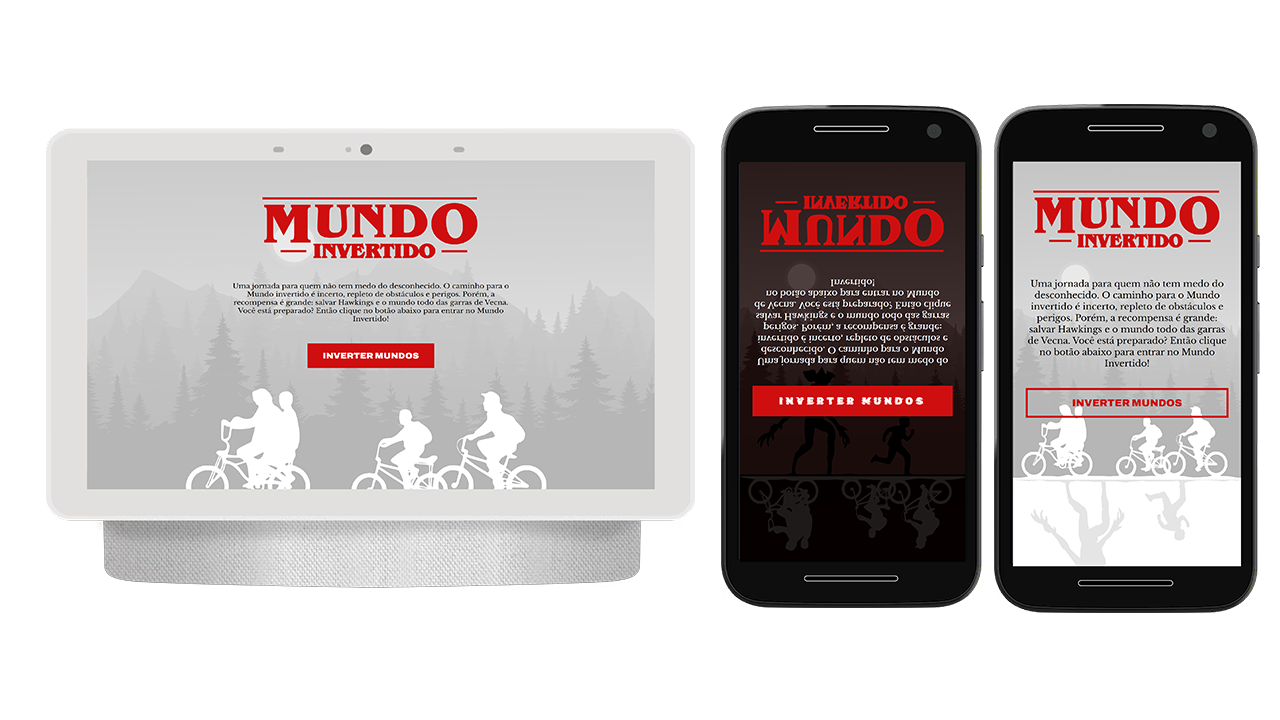 MUNDO
INVERTIDO
Uma jornada para quem não tem medo do desconhecido. O caminho para o
Mundo invertido é incerto, repleto de obstáculos e perigos. Porém, a
recompensa é grande: salvar Hawkings e o mundo todo das garras de Vecna.
Você está preparado? Então clique no botão abaixo para entrar no Mundo
Invertido!
INVERTER MUNDOS
MUNDO
INVERTIDO
Uma jornada para quem não tem medo do
desconhecido. O caminho para o Mundo
invertido é incerto, repleto de obstáculos e
perigos. Porém, a recompensa é grande:
salvar Hawkings e o mundo todo das garras
de Vecna. Você está preparado? Então clique
no botão abaixo para entrar no Mundo
Invertido!
INVERTER MUNDOS
MUNDO
INVERTIDO
Uma jornada para quem não tem medo do
desconhecido. O caminho para o Mundo
invertido é incerto, repleto de obstáculos e
perigos. Porém, a recompensa é grande:
salvar Hawkings e o mundo todo das garras
de Vecna. Você está preparado? Então clique
no botão abaixo para entrar no Mundo
Invertido!
INVERTER MUNDOS